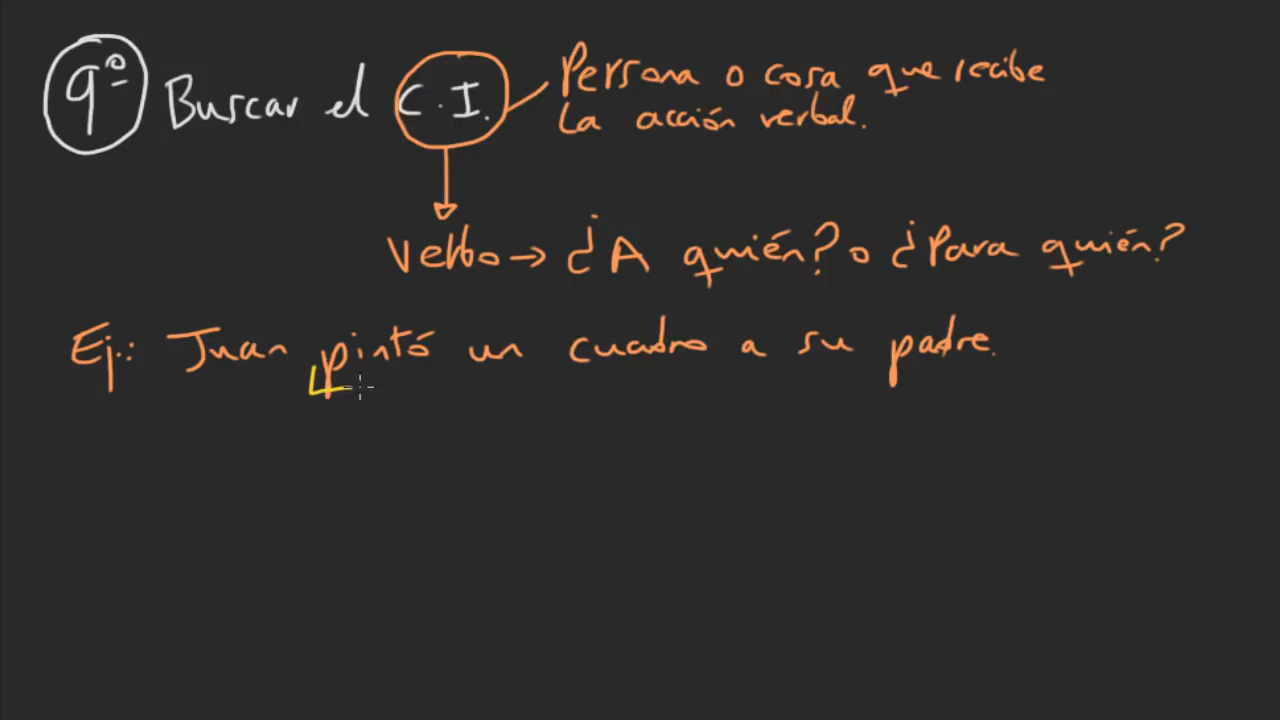 9º Buscar el C.I.
Persona o cosa que recibe
La acción verbal.
Verbo → ¿A quién? o ¿Para quién?
Ej.: Juan pintó un cuadro a su padre.